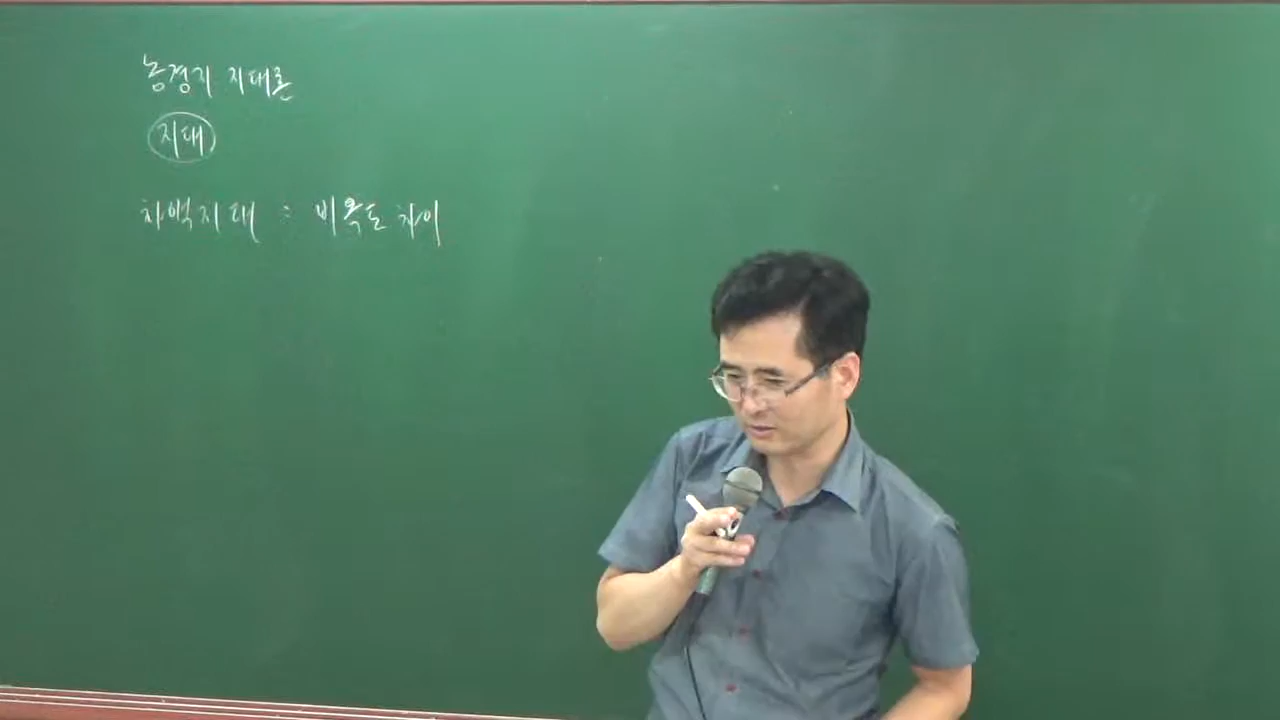 농경지 지대론
지대
차액지대 : 비옥도 차이